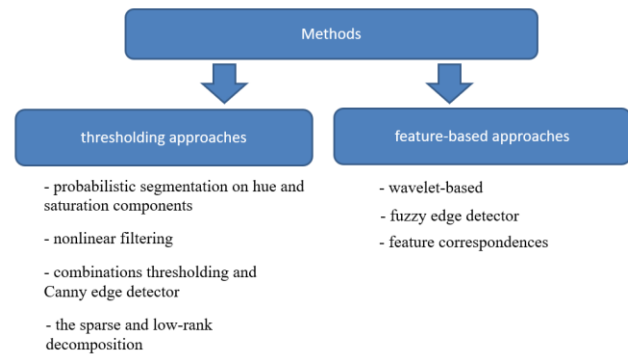 Methods
thresholding approaches
- probabilistic segmentation on hue and
saturation components
- nonlinear filtering
- combinations thresholding and
Canny edge detector
- the sparse and low-rank
decomposition
feature-based approaches
- wavelet-based
- fuzzy edge detector
- feature correspondences